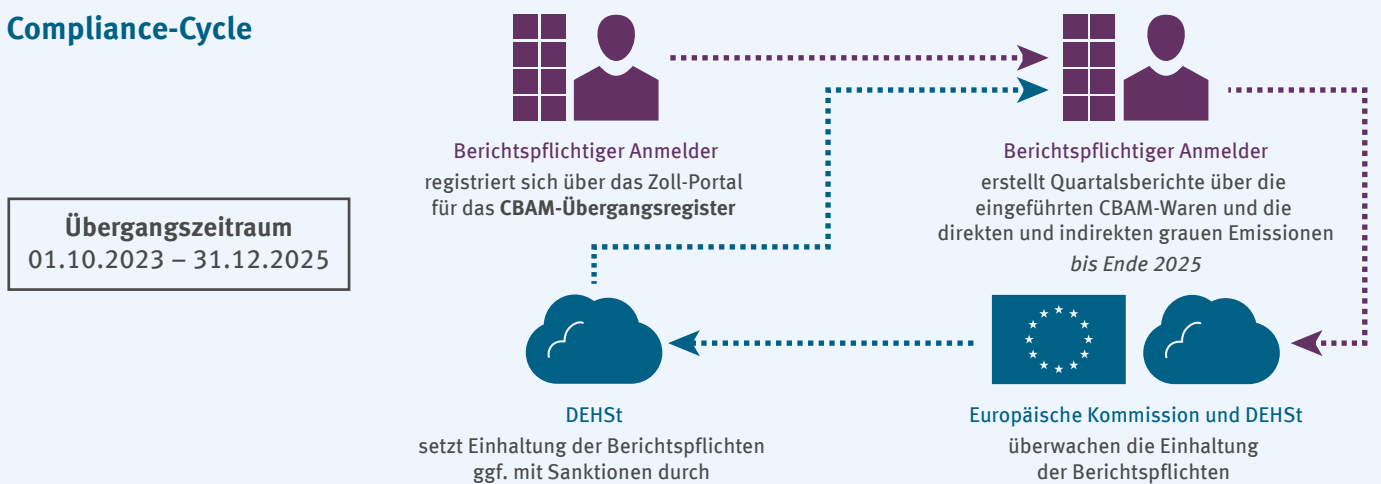 Compliance-Cycle
Übergangszeitraum
01.10.2023 – 31.12.2025
Berichtspflichtiger Anmelder
registriert sich über das Zoll-Portal
für das CBAM-Übergangsregister
Berichtspflichtiger Anmelder
erstellt Quartalsberichte über die
eingeführten CBAM-Waren und die
direkten und indirekten grauen Emissionen
bis Ende 2025
DEHSt
setzt Einhaltung der Berichtspflichten
ggf. mit Sanktionen durch
Europäische Kommission und DEHSt
überwachen die Einhaltung
der Berichtspflichten